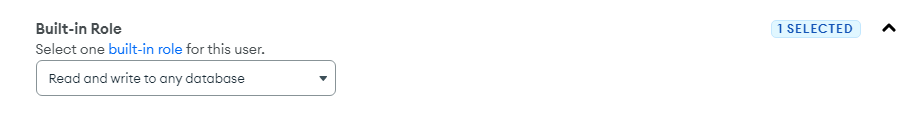 Built-in Role
1 SELECTED
Select one built-in role for this user.
Read and write to any database